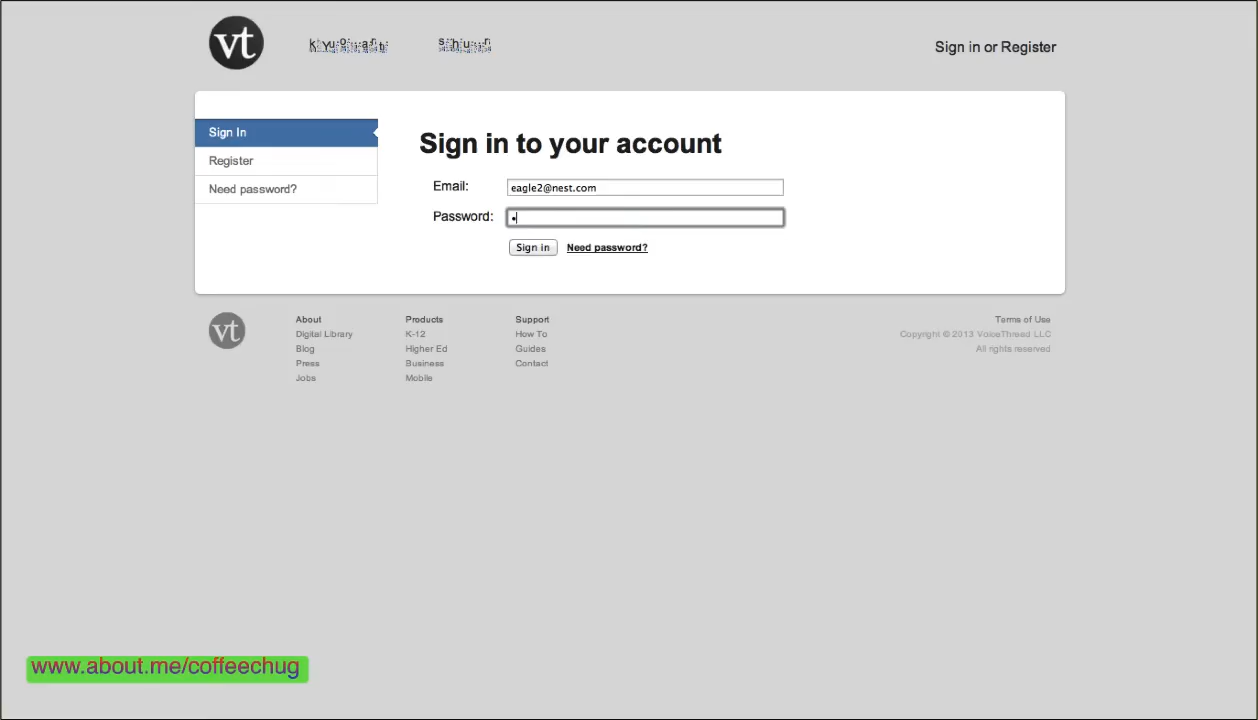 vt
Sign in or Register
Sign In
Register
Need password?
Sign in to your account
Email:
eagle2@nest.com
Password:
Sign in
Need password?
vt
About
Digital Library
Blog
Press
Jobs
Products
K-12
Higher Ed
Business
Mobile
Support
How To
Guides
Contact
Terms of Use
Copyright © 2013 VoiceThread LLC
All rights reserved
www.about.me/coffeechug